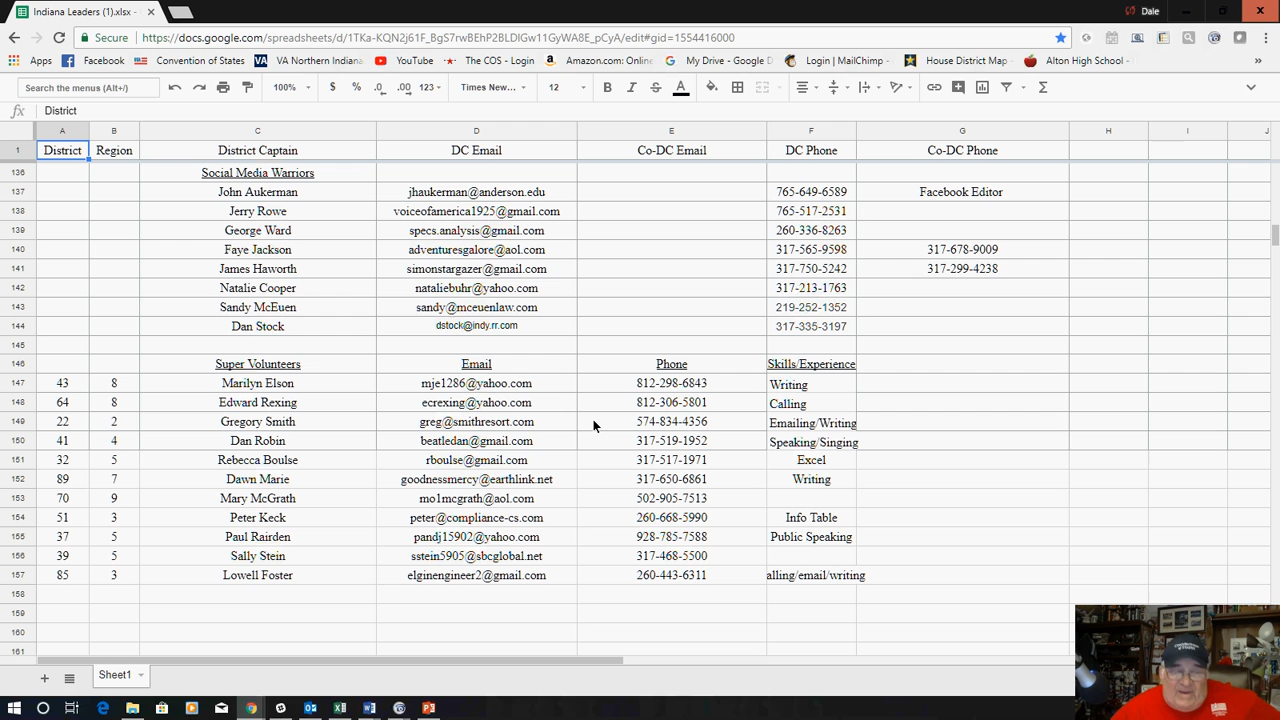 Indiana Leaders (1).xlsx -
Dale
Secure
https://docs.google.com/spreadsheets/d/1TKa-KQN2j61F_BgS7rwBEhP2BLDIGw11GyWA8E_pCyA/edit#gid=1554416000
Apps Facebook Convention of States VA Northern Indiana YouTube The COS - Login Amazon.com: Onlin My Drive - Google D Login | MailChimp House District Map Alton High School
Search the menus (Alt+/) 100% $ % .0 .00 123 Times New... 12 B I S A Σ
fx District
A B C D E F G H I J
1 District Region District Captain DC Email Co-DC Email DC Phone Co-DC Phone
136 Social Media Warriors
137 John Aukerman jhaukerman@anderson.edu 765-649-6589 Facebook Editor
138 Jerry Rowe voiceofamerica1925@gmail.com 765-517-2531
139 George Ward specs.analysis@gmail.com 260-336-8263
140 Faye Jackson adventuresgalore@aol.com 317-565-9598 317-678-9009
141 James Haworth simonstargazer@gmail.com 317-750-5242 317-299-4238
142 Natalie Cooper nataliebuhr@yahoo.com 317-213-1763
143 Sandy McEuen sandy@mceuenlaw.com 219-252-1352
144 Dan Stock dstock@indy.rr.com 317-335-3197
145
146 Super Volunteers Email Phone Skills/Experience
147 43 8 Marilyn Elson mje1286@yahoo.com 812-298-6843 Writing
148 64 8 Edward Rexing ecrexing@yahoo.com 812-306-5801 Calling
149 22 2 Gregory Smith greg@smithresort.com 574-834-4356 Emailing/Writing
150 41 4 Dan Robin beatledan@gmail.com 317-519-1952 Speaking/Singing
151 32 5 Rebecca Boulse rboulse@gmail.com 317-517-1971 Excel
152 89 7 Dawn Marie goodnessmercy@earthlink.net 317-650-6861 Writing
153 70 9 Mary McGrath mo1mcgrath@aol.com 502-905-7513
154 51 3 Peter Keck peter@compliance-cs.com 260-668-5990 Info Table
155 37 5 Paul Rairden pandj15902@yahoo.com 928-785-7588 Public Speaking
156 39 5 Sally Stein sstein5905@sbcglobal.net 317-468-5500
157 85 3 Lowell Foster elginengineer2@gmail.com 260-443-6311 alling/email/writing
158
159
160
161
Sheet1